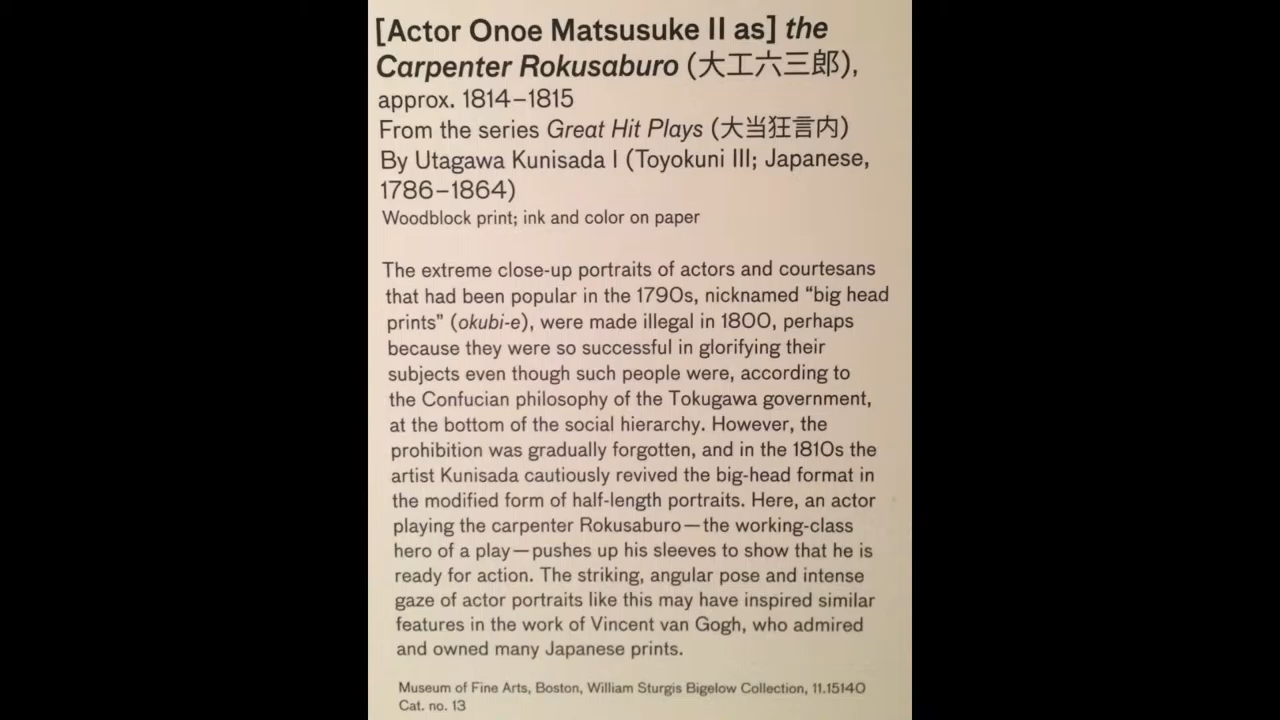 [Actor Onoe Matsusuke II as] the
Carpenter Rokusaburo (大工六三郎),
approx. 1814–1815
From the series Great Hit Plays (大当狂言内)
By Utagawa Kunisada I (Toyokuni III; Japanese,
1786–1864)
Woodblock print; ink and color on paper
The extreme close-up portraits of actors and courtesans
that had been popular in the 1790s, nicknamed “big head
prints” (okubi-e), were made illegal in 1800, perhaps
because they were so successful in glorifying their
subjects even though such people were, according to
the Confucian philosophy of the Tokugawa government,
at the bottom of the social hierarchy. However, the
prohibition was gradually forgotten, and in the 1810s the
artist Kunisada cautiously revived the big-head format in
the modified form of half-length portraits. Here, an actor
playing the carpenter Rokusaburo—the working-class
hero of a play—pushes up his sleeves to show that he is
ready for action. The striking, angular pose and intense
gaze of actor portraits like this may have inspired similar
features in the work of Vincent van Gogh, who admired
and owned many Japanese prints.
Museum of Fine Arts, Boston, William Sturgis Bigelow Collection, 11.15140
Cat. no. 13